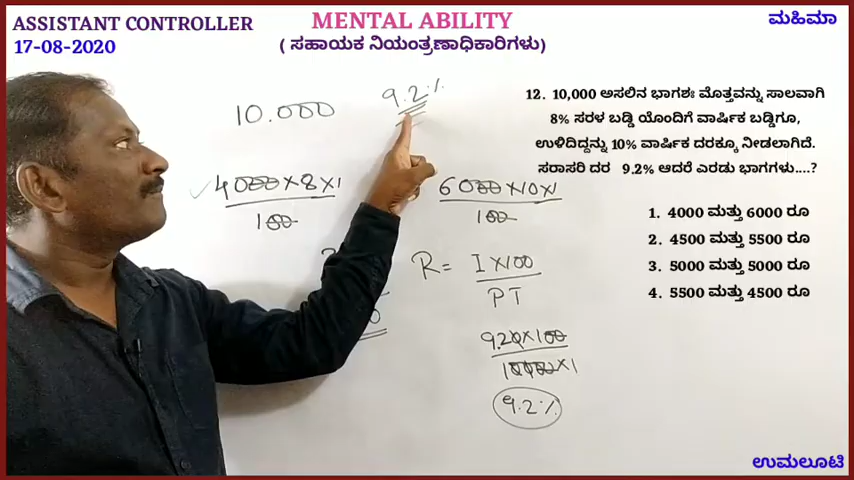 ASSISTANT CONTROLLER
17-08-2020
MENTAL ABILITY
( ಸಹಾಯಕ ನಿಯಂತ್ರಣಾಧಿಕಾರಿಗಳು)
ಮಹಿಮಾ
12. 10,000 ಅಸಲಿನ ಭಾಗಶಃ ಮೊತ್ತವನ್ನು ಸಾಲವಾಗಿ
8% ಸರಳ ಬಡ್ಡಿ ಯೊಂದಿಗೆ ವಾರ್ಷಿಕ ಬಡ್ಡಿಗೂ,
ಉಳಿದಿದ್ದನ್ನು 10% ವಾರ್ಷಿಕ ದರಕ್ಕೂ ನೀಡಲಾಗಿದೆ.
ಸರಾಸರಿ ದರ 9.2% ಆದರೆ ಎರಡು ಭಾಗಗಳು....?
1. 4000 ಮತ್ತು 6000 ರೂ
2. 4500 ಮತ್ತು 5500 ರೂ
3. 5000 ಮತ್ತು 5000 ರೂ
4. 5500 ಮತ್ತು 4500 ರೂ
10.000
9.2%
4000×8×1
100
6000×10×1
100
R= I×100
PT
920×100
10000×1
9.2%
ಉಮಲೂಟಿ